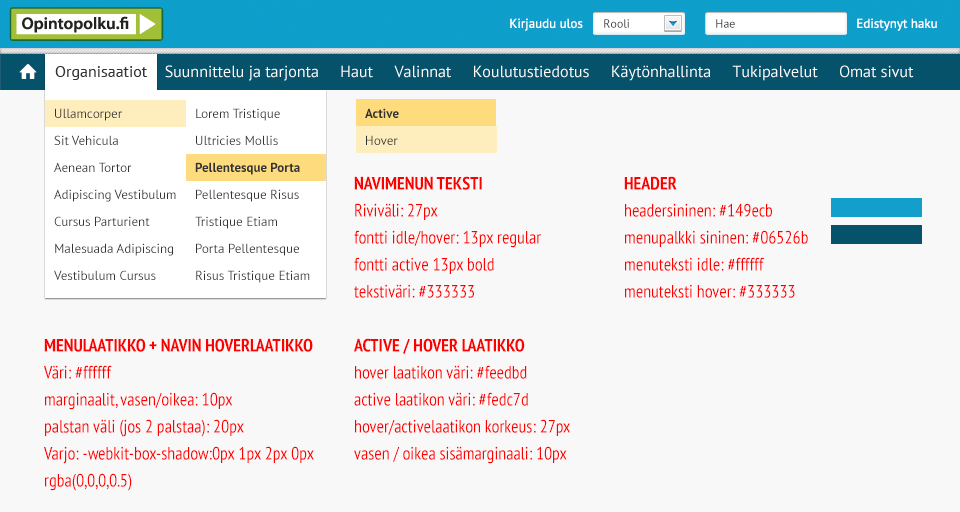 Opintopolku.fi
Kirjaudu ulos
Rooli
Hae
Edistynyt haku
Organisaatiot
Suunnittelu ja tarjonta
Haut
Valinnat
Koulutustiedotus
Käytönhallinta
Tukipalvelut
Omat sivut
Ullamcorper
Sit Vehicula
Aenean Tortor
Adipiscing Vestibulum
Cursus Parturient
Malesuada Adipiscing
Vestibulum Cursus
Lorem Tristique
Ultricies Mollis
Pellentesque Porta
Pellentesque Risus
Tristique Etiam
Porta Pellentesque
Risus Tristique Etiam
Active
Hover
NAVIMENUN TEKSTI
Riviväli: 27px
fontti idle/hover: 13px regular
fontti active 13px bold
tekstiväri: #333333
HEADER
headersininen: #149ecb
menupalkki sininen: #06526b
menuteksti idle: #ffffff
menuteksti hover: #333333
MENULAATIKKO + NAVIN HOVERLAATIKKO
Väri: #ffffff
marginaalit, vasen/oikea: 10px
palstan väli (jos 2 palstaa): 20px
Varjo: -webkit-box-shadow:0px 1px 2px 0px
rgba(0,0,0,0.5)
ACTIVE / HOVER LAATIKKO
hover laatikon väri: #feedbd
active laatikon väri: #fedc7d
hover/activelaatikon korkeus: 27px
vasen / oikea sisämarginaali: 10px